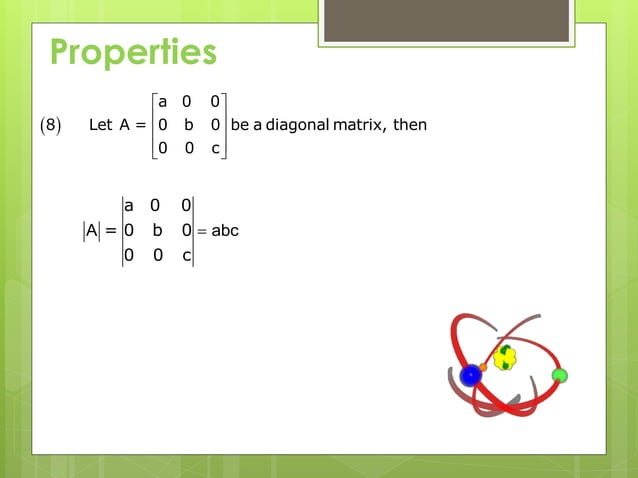 Properties
a 0 0
(8) Let A = 0 b 0 be a diagonal matrix, then
0 0 c
a 0 0
|A| = 0 b 0 = abc
0 0 c